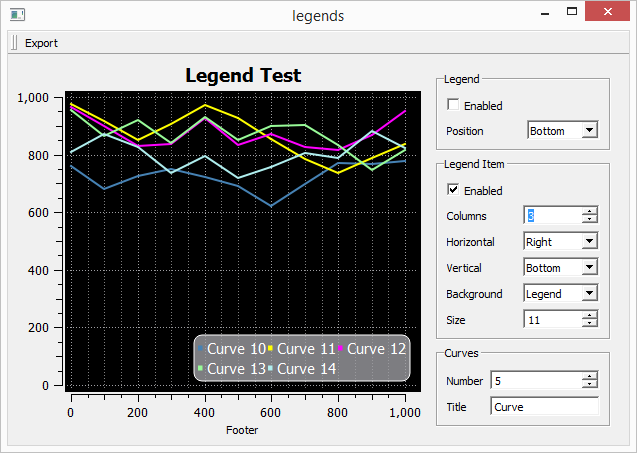 legends
Export
Legend Test
1,000
800
600
400
200
0
0 200 400 600 800 1,000
Footer
Curve 10 Curve 11 Curve 12
Curve 13 Curve 14
Legend
Enabled
Position Bottom
Legend Item
Enabled
Columns 3
Horizontal Right
Vertical Bottom
Background Legend
Size 11
Curves
Number 5
Title Curve